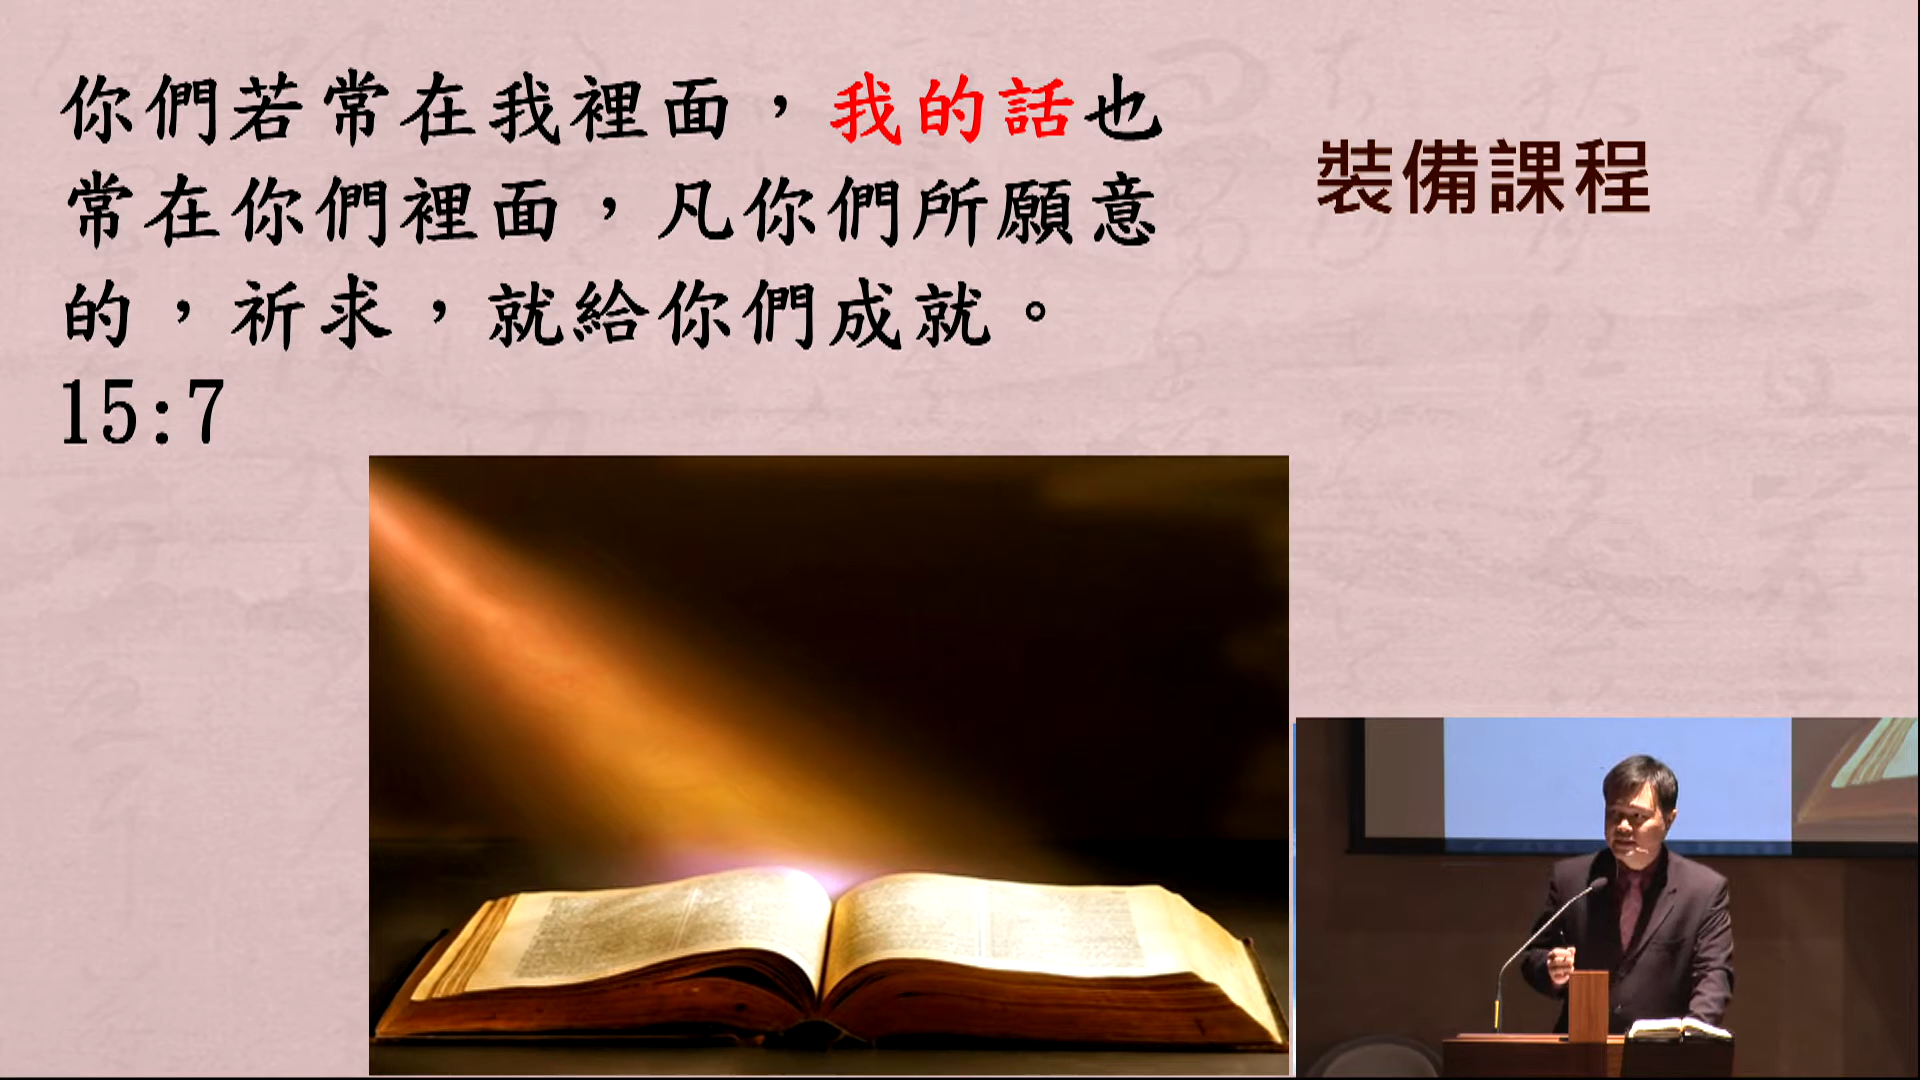 你們若常在我裡面，我的話也
常在你們裡面，凡你們所願意
的，祈求，就給你們成就。
15:7
裝備課程